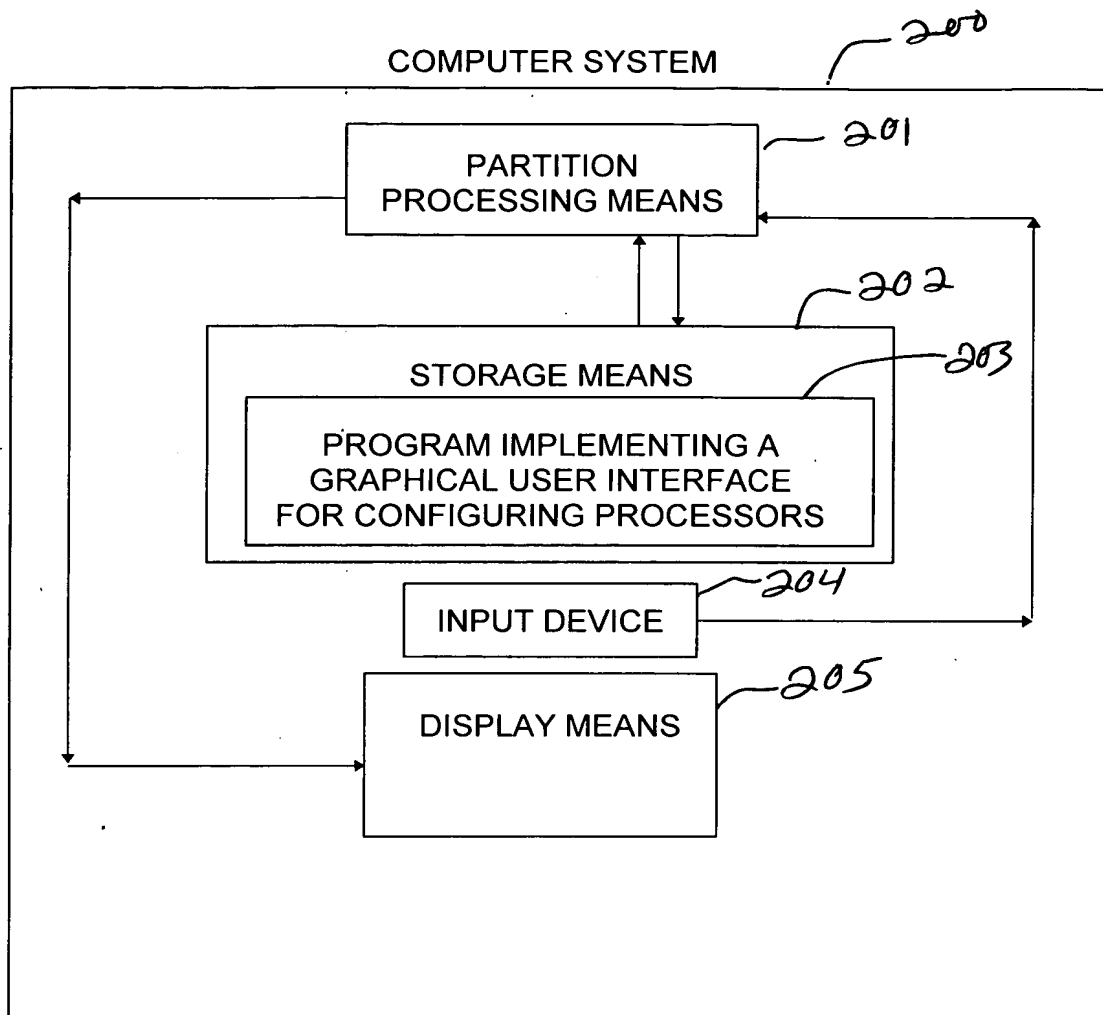 200
COMPUTER SYSTEM
201
PARTITION
PROCESSING MEANS
202
203
STORAGE MEANS
PROGRAM IMPLEMENTING A
GRAPHICAL USER INTERFACE
FOR CONFIGURING PROCESSORS
204
INPUT DEVICE
205
DISPLAY MEANS